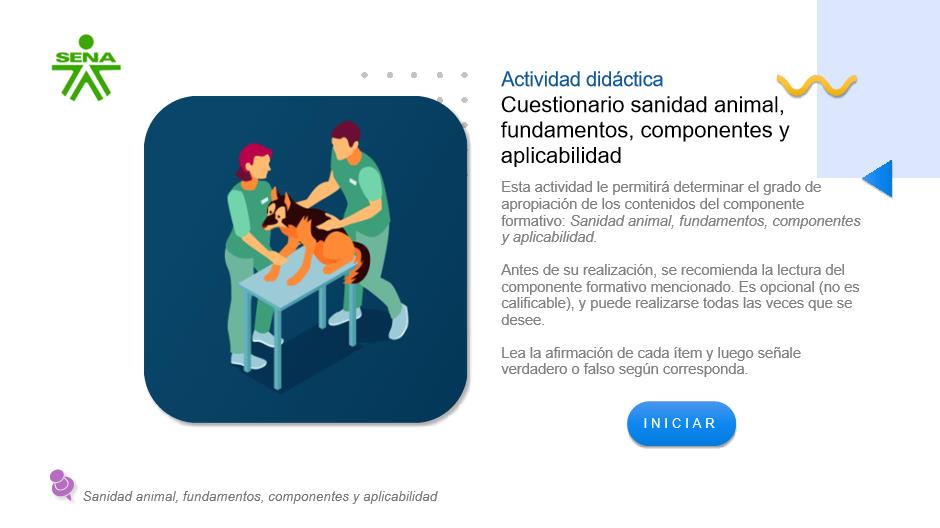 SENA
Actividad didáctica
Cuestionario sanidad animal,
fundamentos, componentes y
aplicabilidad
Esta actividad le permitirá determinar el grado de
apropiación de los contenidos del componente
formativo: Sanidad animal, fundamentos, componentes
y aplicabilidad.
Antes de su realización, se recomienda la lectura del
componente formativo mencionado. Es opcional (no es
calificable), y puede realizarse todas las veces que se
desee.
Lea la afirmación de cada ítem y luego señale
verdadero o falso según corresponda.
INICIAR
Sanidad animal, fundamentos, componentes y aplicabilidad